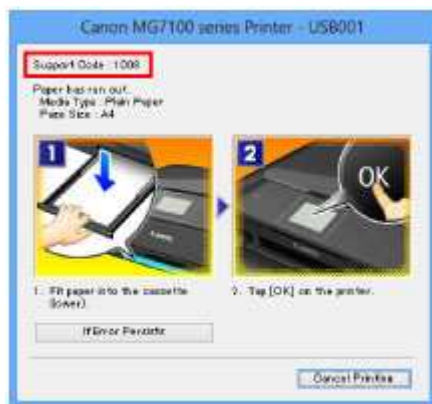 Canon MG7100 series Printer - USB001
Support Code : 1008
Paper has run out.
Media Type : Plain Paper
Page Size : A4
1
2
OK
1. Fit paper into the cassette
(lower).
2. Tap [OK] on the printer.
If Error Persists
Cancel Printing